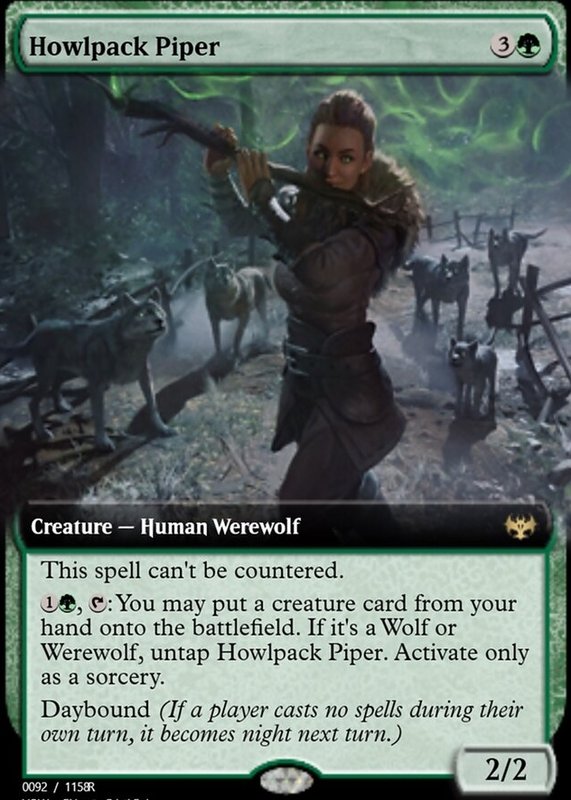 Howlpack Piper 3
Creature — Human Werewolf
This spell can't be countered.
1, : You may put a creature card from your
hand onto the battlefield. If it's a Wolf or
Werewolf, untap Howlpack Piper. Activate only
as a sorcery.
Daybound (If a player casts no spells during their
own turn, it becomes night next turn.)
2/2
0092 / 1158R